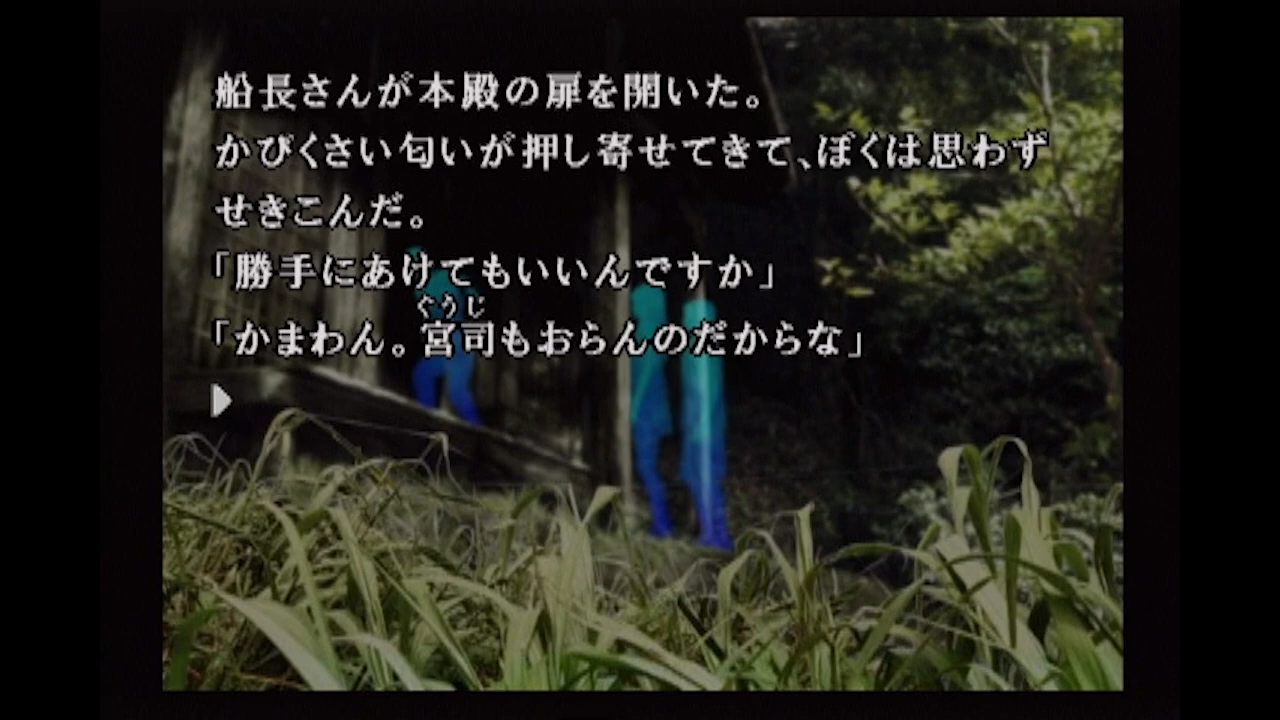 船長さんが本殿の扉を開いた。
かびくさい匂いが押し寄せてきて、ぼくは思わず
せきこんだ。
「勝手にあけてもいいんですか」
ぐうじ
「かまわん。宮司もおらんのだからな」